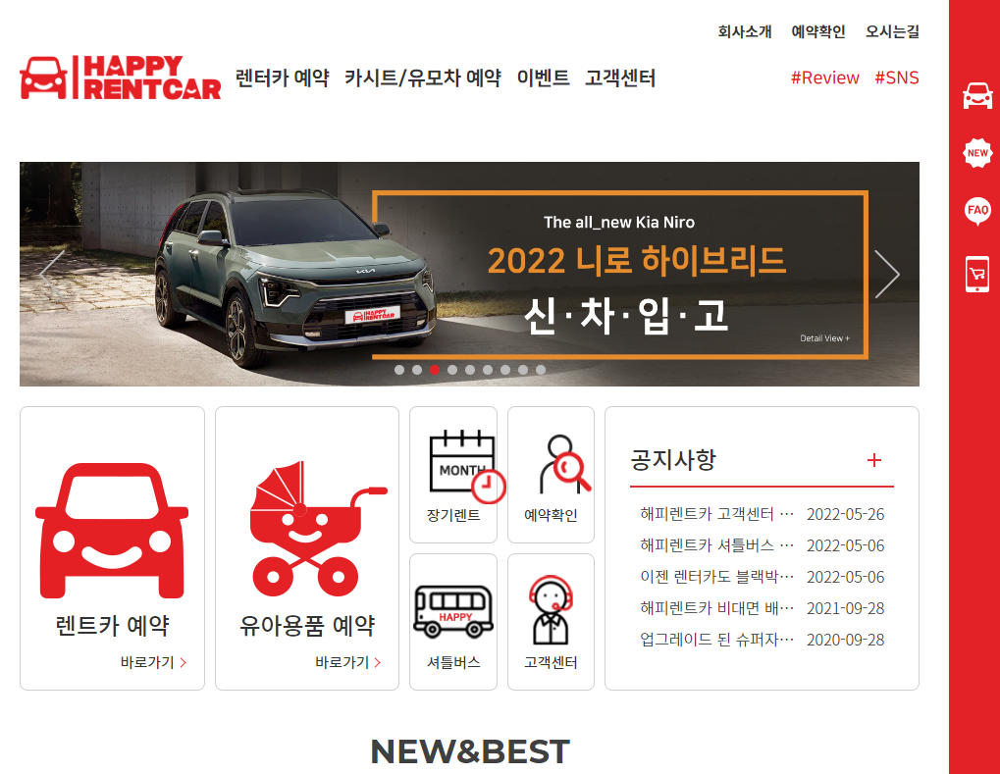 회사소개 예약확인 오시는길
HAPPY
RENTCAR
렌터카 예약 카시트/유모차 예약 이벤트 고객센터
#Review #SNS
NEW
FAQ
The all_new Kia Niro
2022 니로 하이브리드
신·차·입·고
Detail View +
KIA
HAPPY
RENTCAR
렌트카 예약
바로가기
유아용품 예약
바로가기
MONTH
장기렌트
예약확인
HAPPY
셔틀버스
고객센터
공지사항 +
해피렌트카 고객센터 … 2022-05-26
해피렌트카 셔틀버스 … 2022-05-06
이젠 렌터카도 블랙박… 2022-05-06
해피렌트카 비대면 배… 2021-09-28
업그레이드 된 슈퍼자… 2020-09-28
NEW&BEST